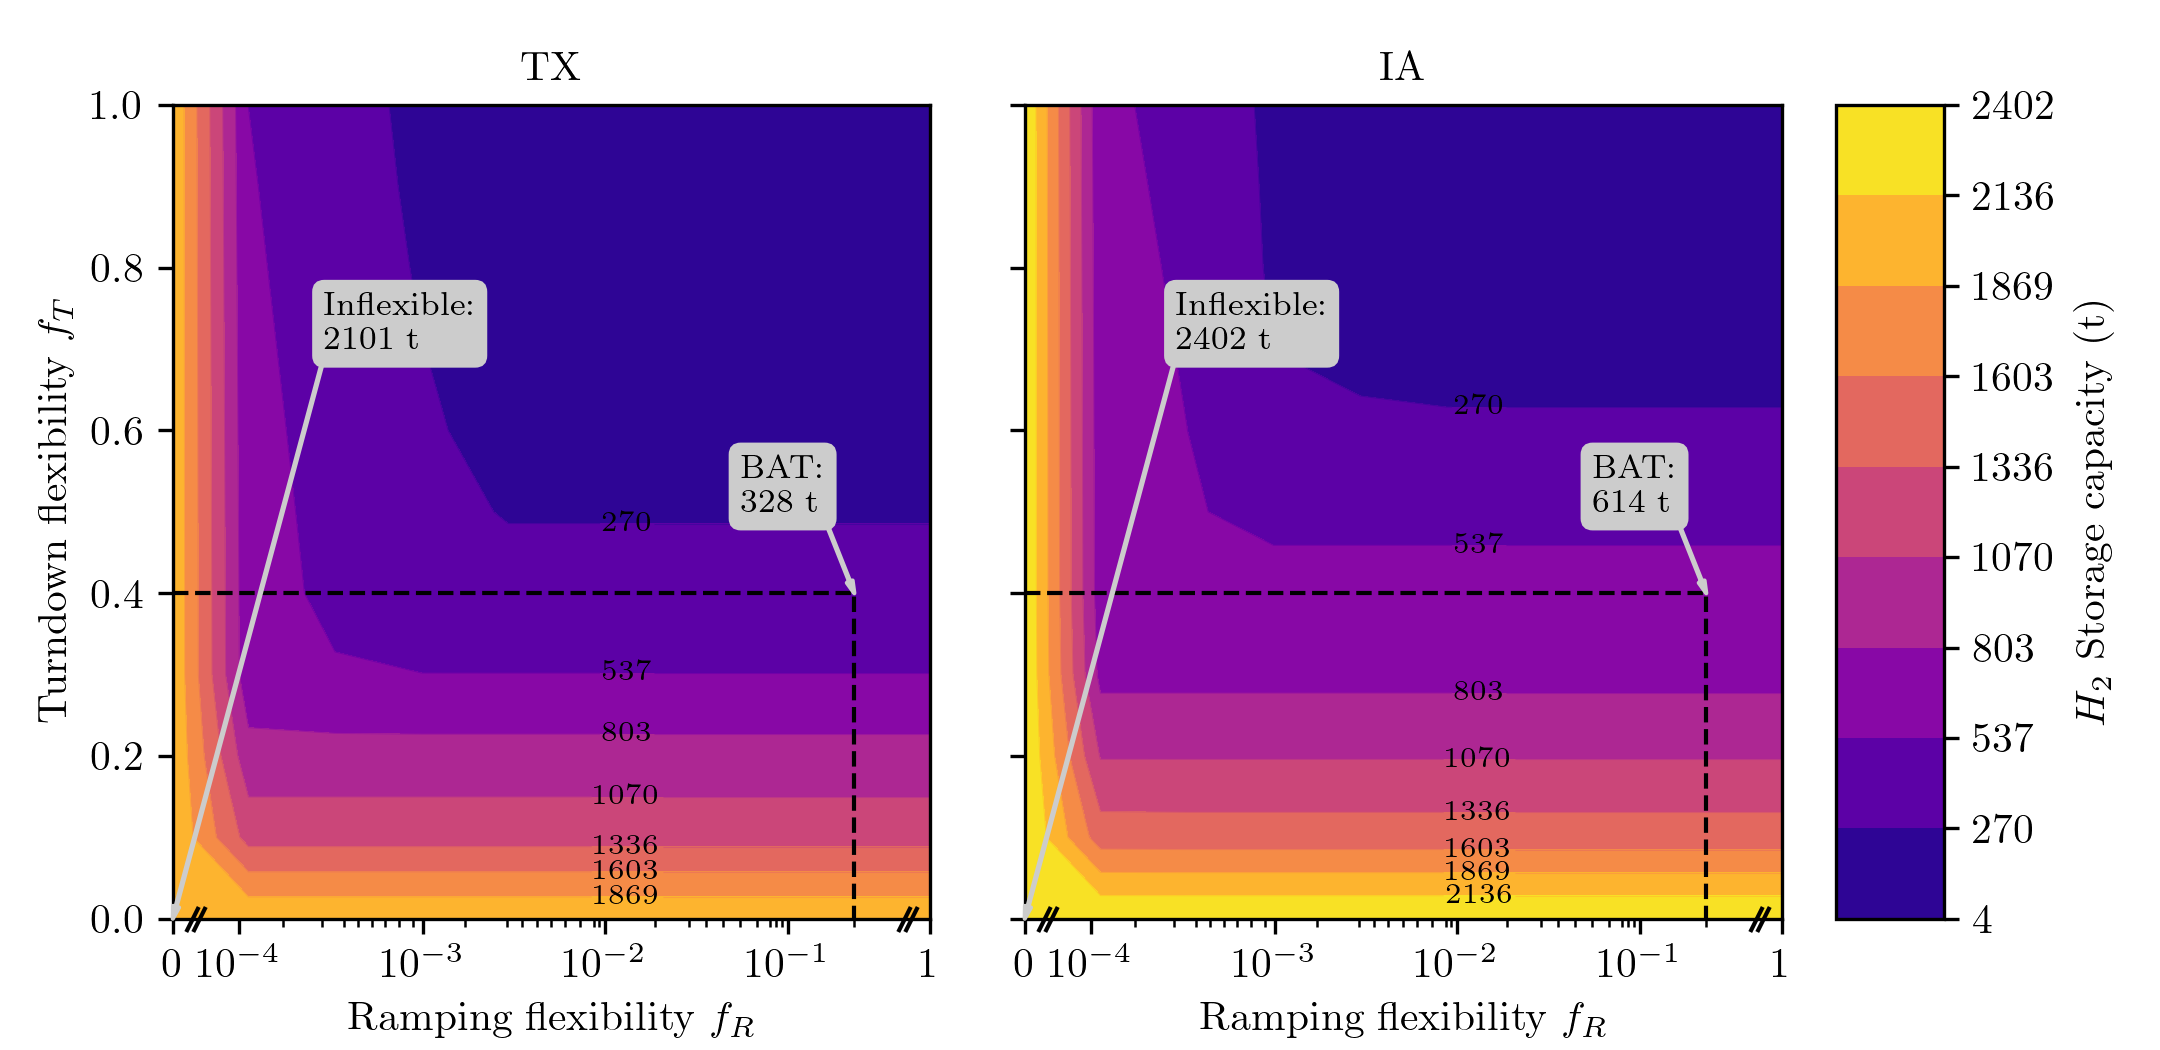 TX
IA
1.0
0.8
0.6
0.4
0.2
0.0
Turndown flexibility f_T
Inflexible:
2101 t
BAT:
328 t
270
537
803
1070
1336
1603
1869
0 10⁻⁴ 10⁻³ 10⁻² 10⁻¹ 1
Ramping flexibility f_R
Inflexible:
2402 t
BAT:
614 t
270
537
803
1070
1336
1603
1869
2136
0 10⁻⁴ 10⁻³ 10⁻² 10⁻¹ 1
Ramping flexibility f_R
2402
2136
1869
1603
1336
1070
803
537
270
4
H₂ Storage capacity (t)